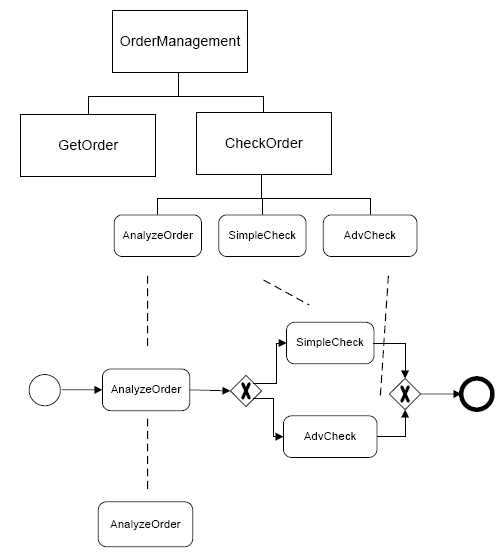 OrderManagement
GetOrder
CheckOrder
AnalyzeOrder
SimpleCheck
AdvCheck
SimpleCheck
AnalyzeOrder
X
X
AdvCheck
AnalyzeOrder